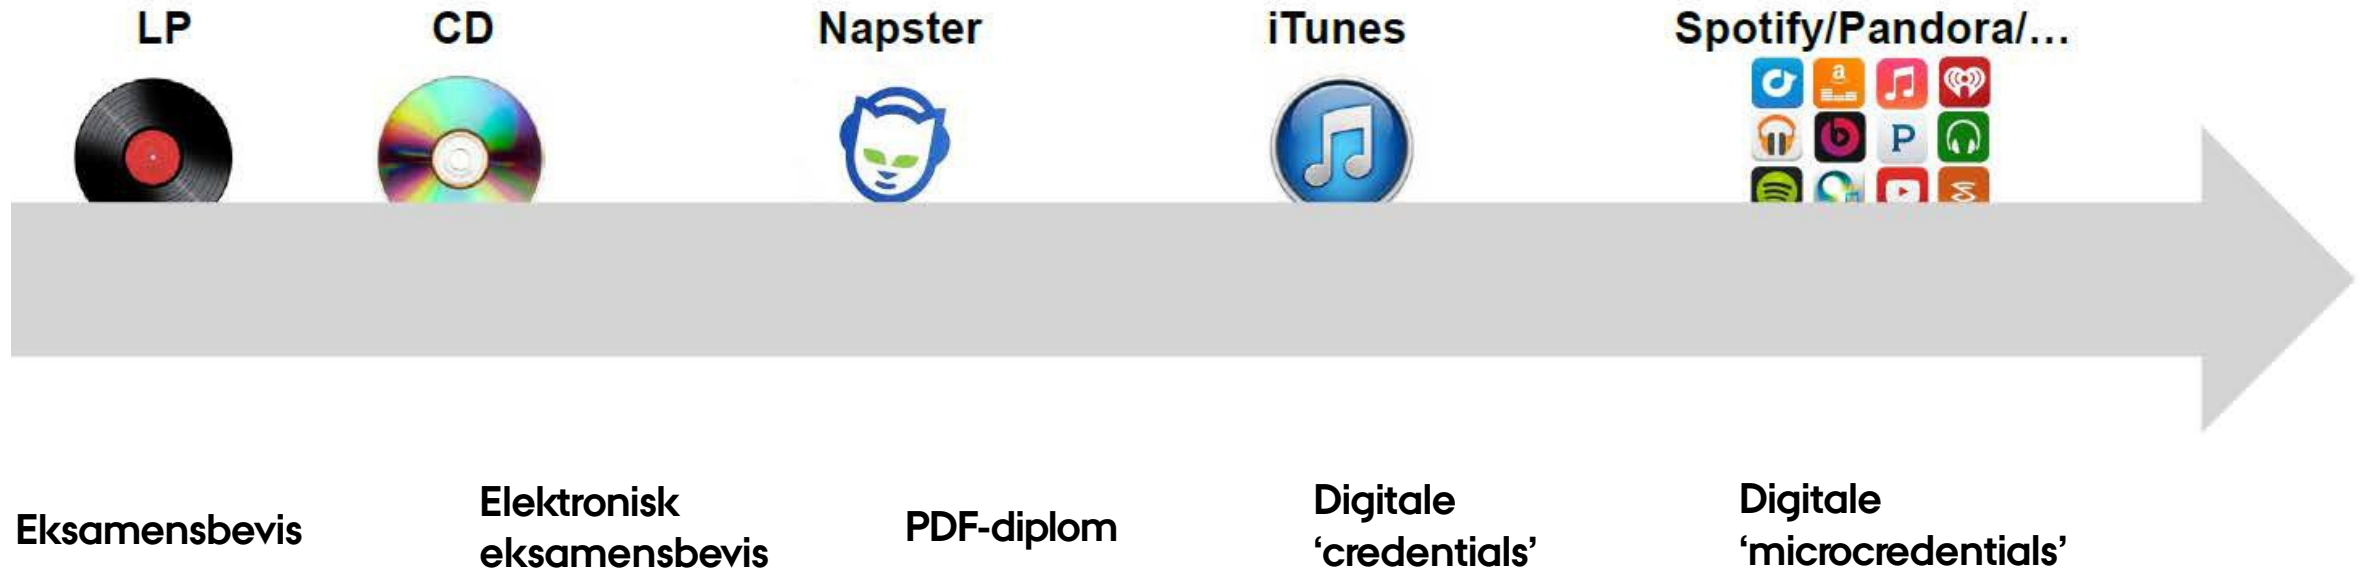 LP
CD
Napster
iTunes
Spotify/Pandora/...
a
P
Eksamensbevis
Elektronisk
eksamensbevis
PDF-diplom
Digitale
‘credentials’
Digitale
‘microcredentials’